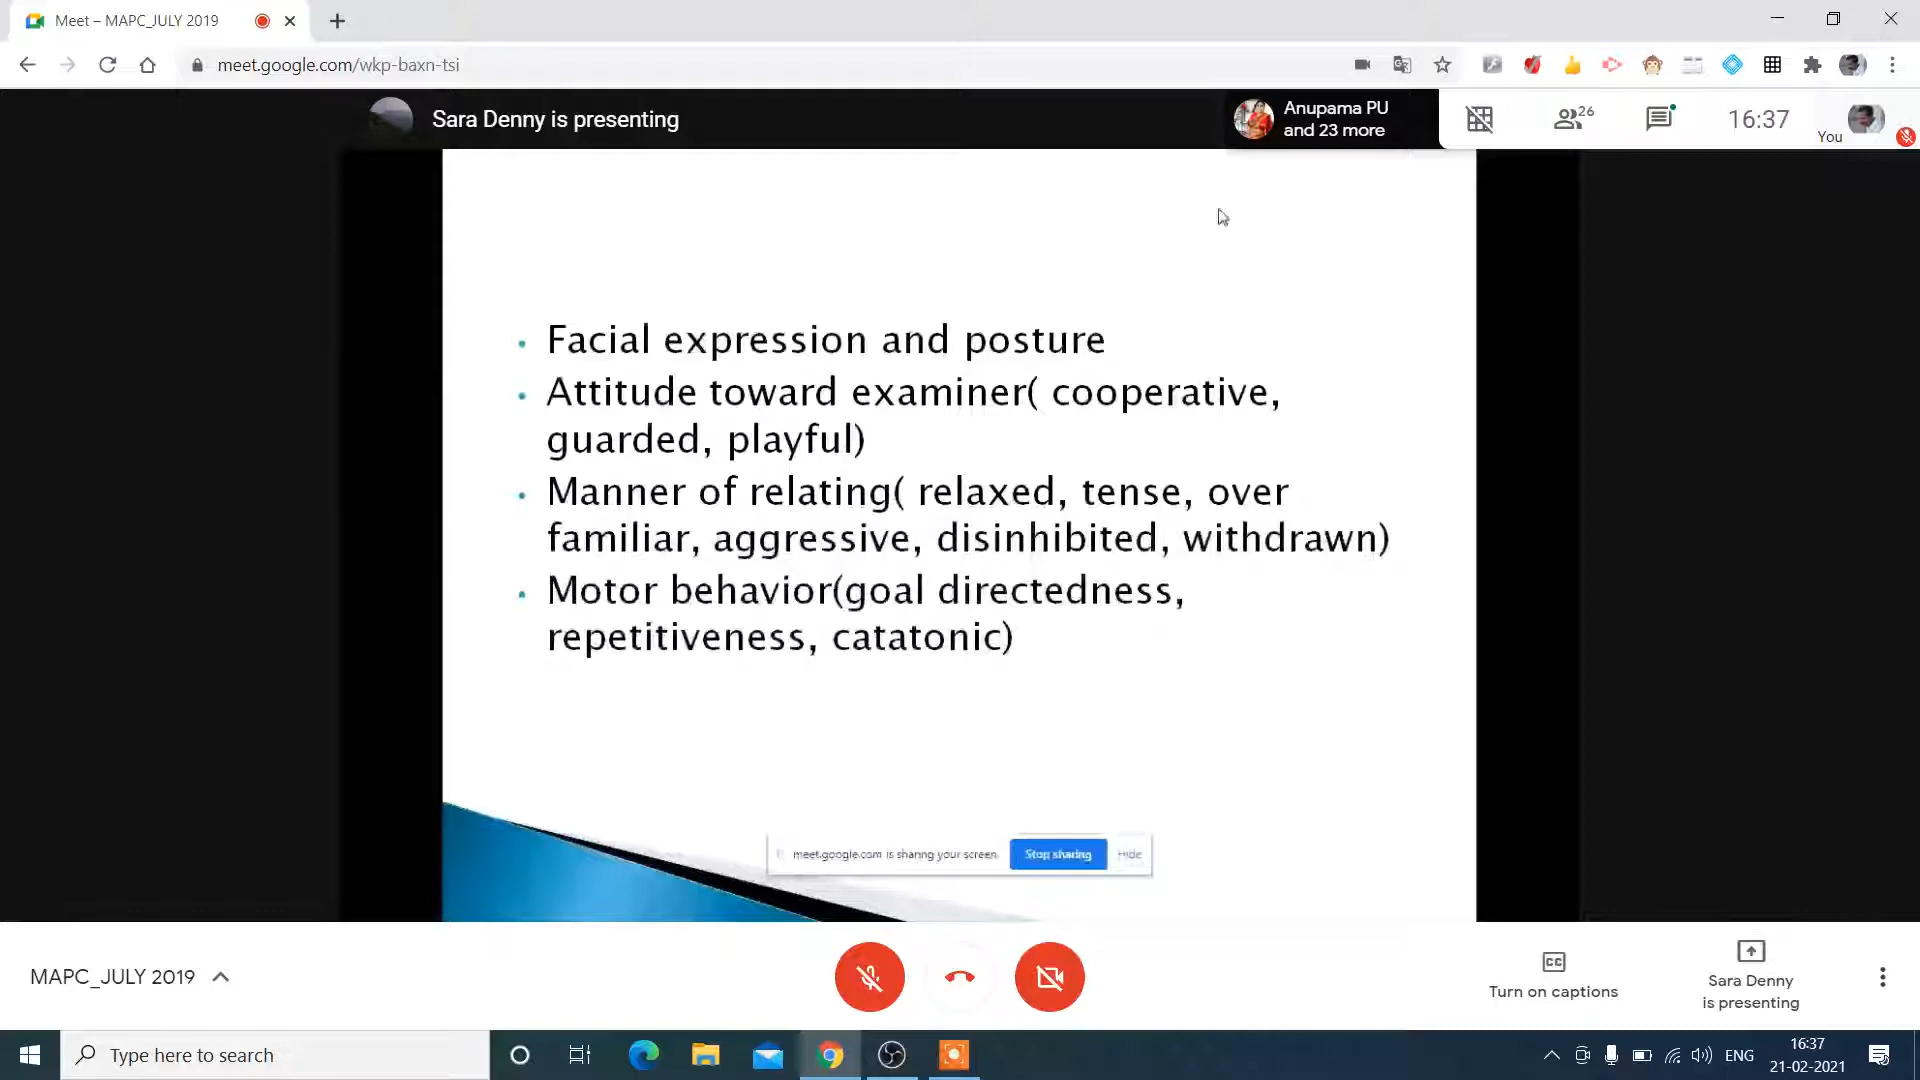 Meet – MAPC_JULY 2019
meet.google.com/wkp-baxn-tsi
Sara Denny is presenting
Anupama PU
and 23 more
26
16:37
You
• Facial expression and posture
• Attitude toward examiner( cooperative,
guarded, playful)
• Manner of relating( relaxed, tense, over
familiar, aggressive, disinhibited, withdrawn)
• Motor behavior(goal directedness,
repetitiveness, catatonic)
meet.google.com is sharing your screen.
Stop sharing
Hide
MAPC_JULY 2019
CC
Turn on captions
Sara Denny
is presenting
Type here to search
ENG
16:37
21-02-2021